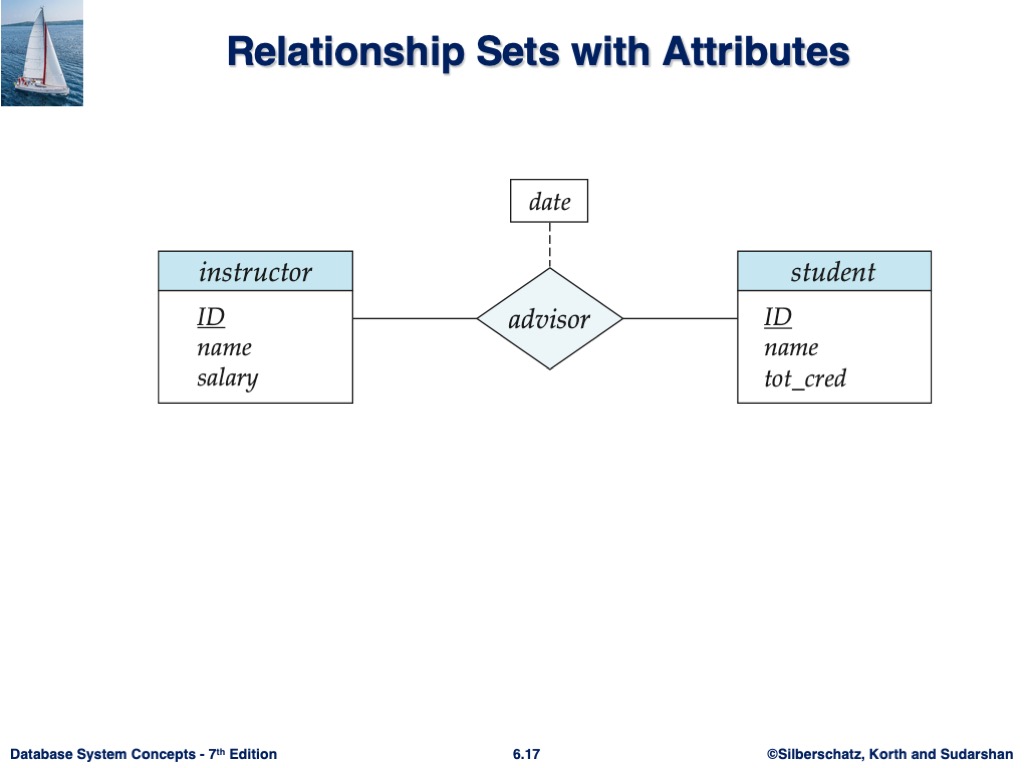 Relationship Sets with Attributes
date
instructor
ID
name
salary
advisor
student
ID
name
tot_cred
Database System Concepts - 7th Edition
6.17
©Silberschatz, Korth and Sudarshan